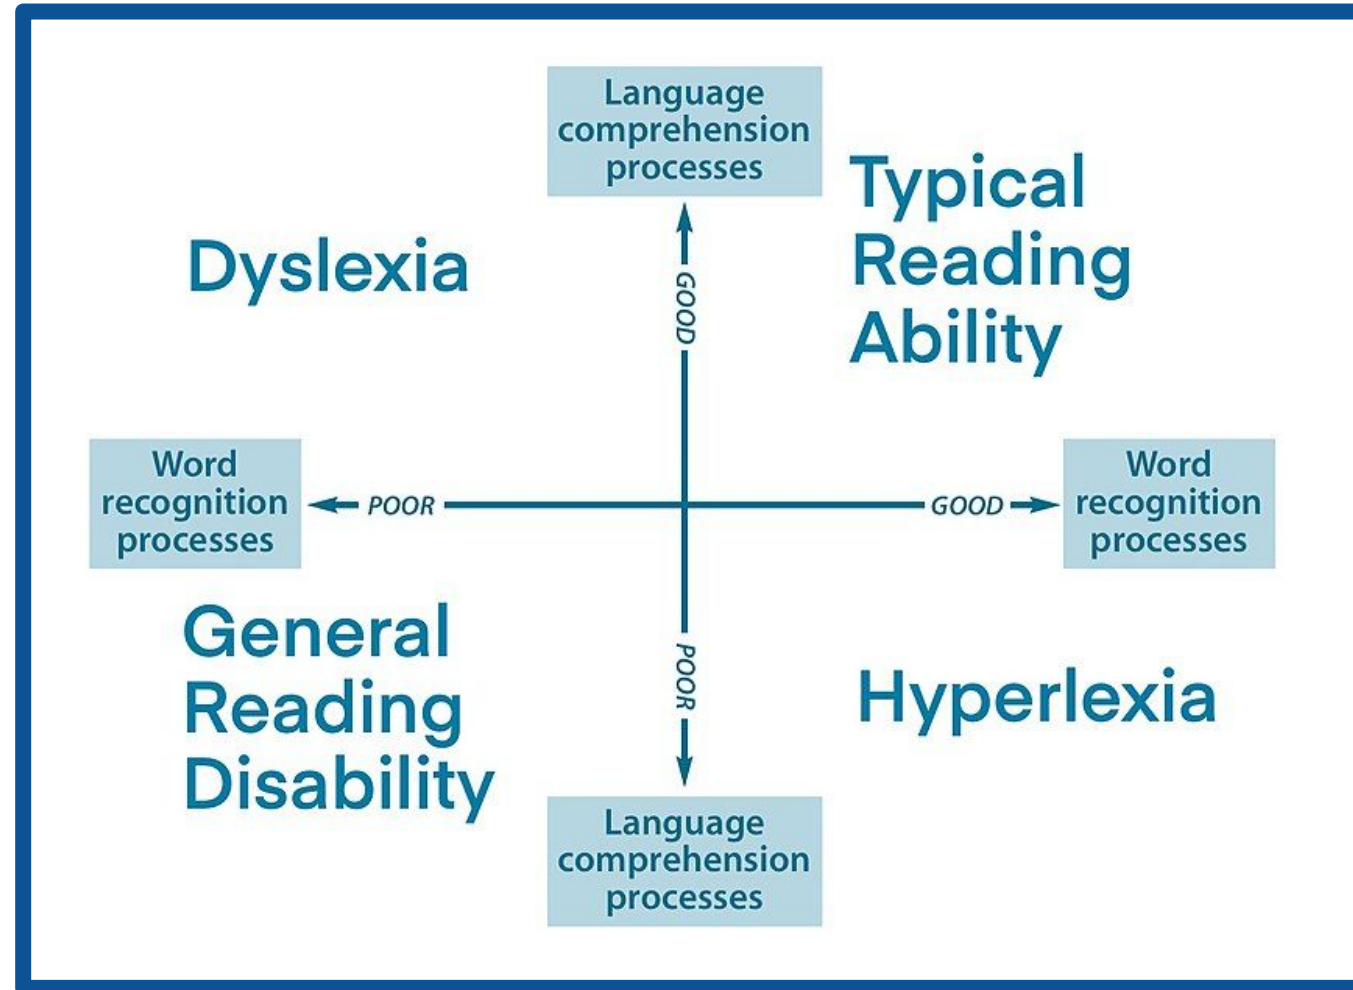 Language
comprehension
processes
Typical
Reading
Ability
Dyslexia
GOOD
Word
recognition
processes
POOR
GOOD
Word
recognition
processes
General
Reading
Disability
POOR
Hyperlexia
Language
comprehension
processes